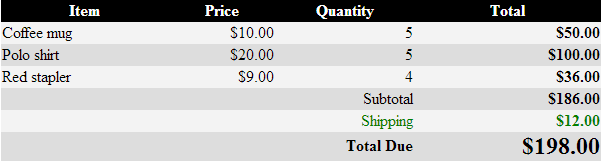 Item Price Quantity Total
Coffee mug $10.00 5 $50.00
Polo shirt $20.00 5 $100.00
Red stapler $9.00 4 $36.00
Subtotal $186.00
Shipping $12.00
Total Due $198.00